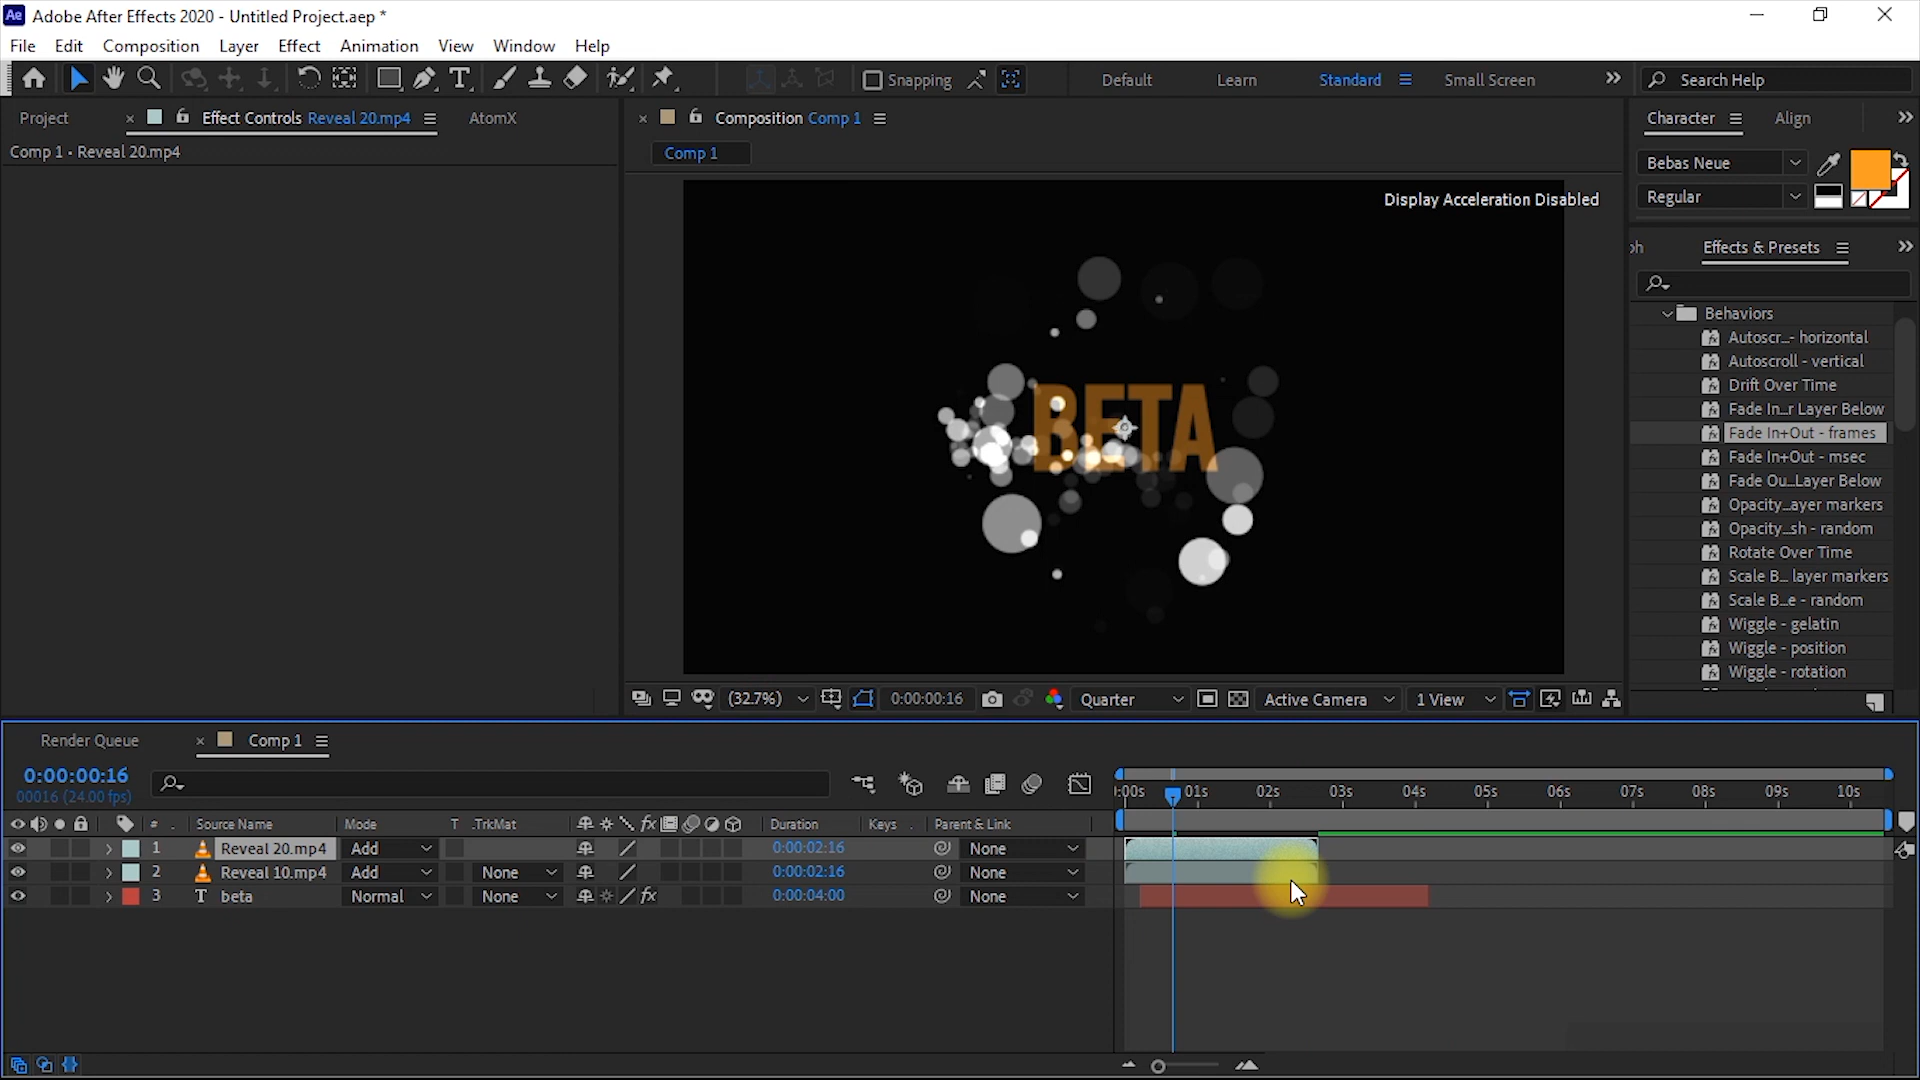 Ae Adobe After Effects 2020 - Untitled Project.aep *
File Edit Composition Layer Effect Animation View Window Help
Snapping Default Learn Standard Small Screen Search Help
Project Effect Controls Reveal 20.mp4 AtomX Composition Comp 1 Character Align
Comp 1 • Reveal 20.mp4
Comp 1
Bebas Neue
Regular
Display Acceleration Disabled
Effects & Presets
Behaviors
Autoscr...- horizontal
Autoscroll - vertical
Drift Over Time
Fade In...r Layer Below
Fade In+Out - frames
Fade In+Out - msec
Fade Ou...Layer Below
Opacity...ayer markers
Opacity...sh - random
Rotate Over Time
Scale B... layer markers
Scale B...e - random
Wiggle - gelatin
Wiggle - position
Wiggle - rotation
BETA
(32.7%) 0:00:00:16 Quarter Active Camera 1 View
Render Queue Comp 1
0:00:00:16
00016 (24.00 fps)
:00s 01s 02s 03s 04s 05s 06s 07s 08s 09s 10s
# Source Name Mode T .TrkMat fx Duration Keys Parent & Link
1 Reveal 20.mp4 Add 0:00:02:16 None
2 Reveal 10.mp4 Add None 0:00:02:16 None
3 T beta Normal None fx 0:00:04:00 None